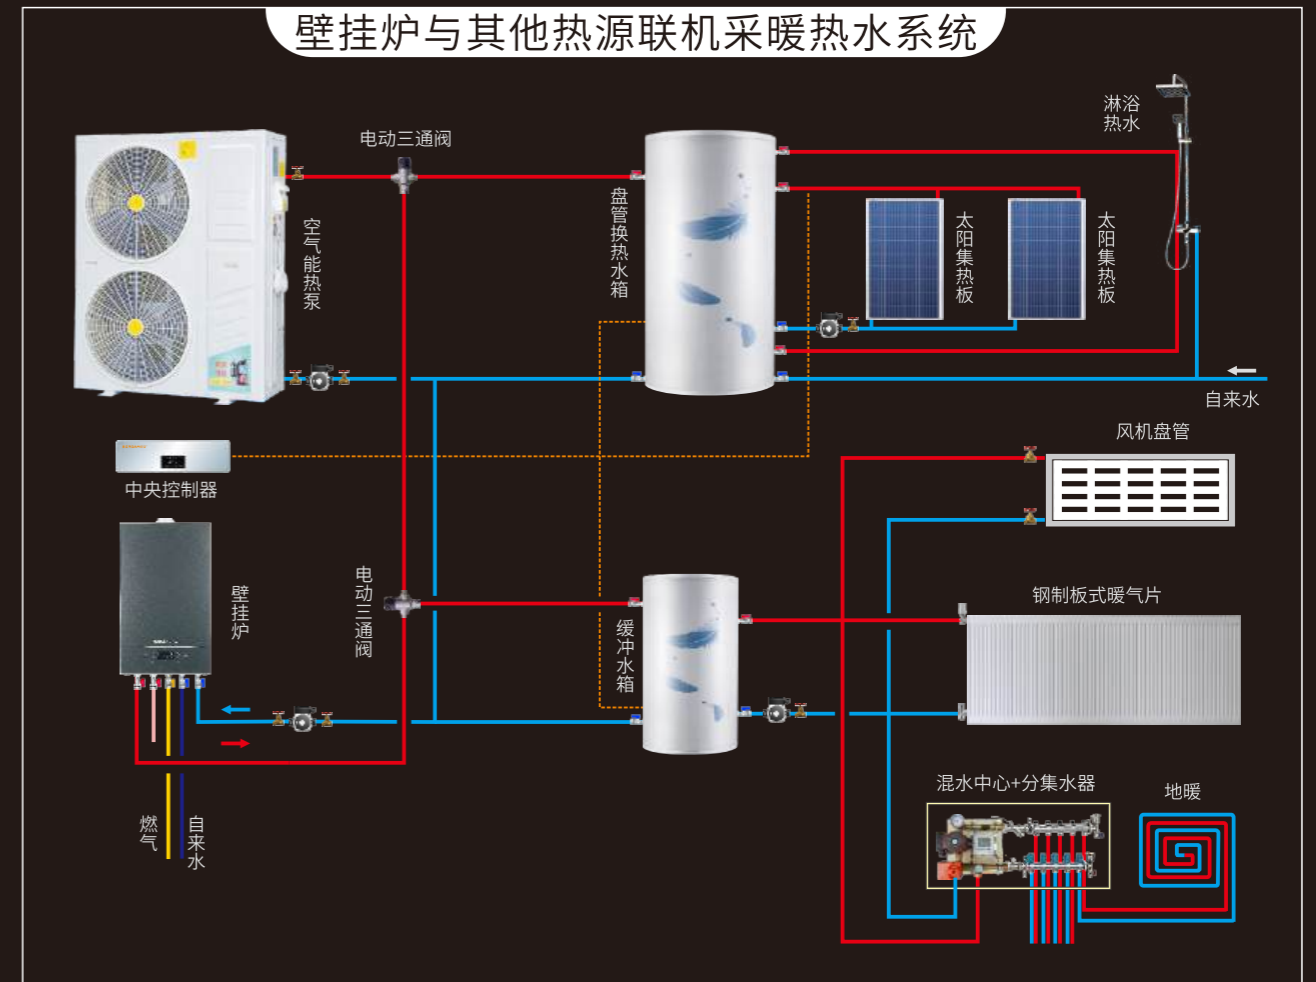 壁挂炉与其他热源联机采暖热水系统
淋浴
热水
电动三通阀
空气能热泵
盘管换热水箱
太阳集热板
太阳集热板
自来水
风机盘管
中央控制器
壁挂炉
电动三通阀
缓冲水箱
钢制板式暖气片
混水中心+分集水器
地暖
燃气
自来水